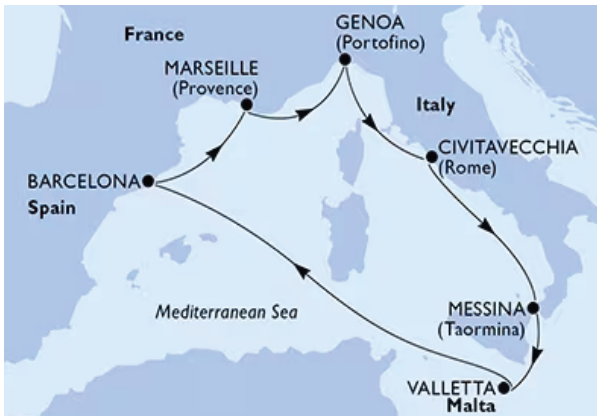 GENOA
(Portofino)
France
MARSEILLE
(Provence)
Italy
CIVITAVECCHIA
(Rome)
BARCELONA
Spain
Mediterranean Sea
MESSINA
(Taormina)
VALLETTA
Malta